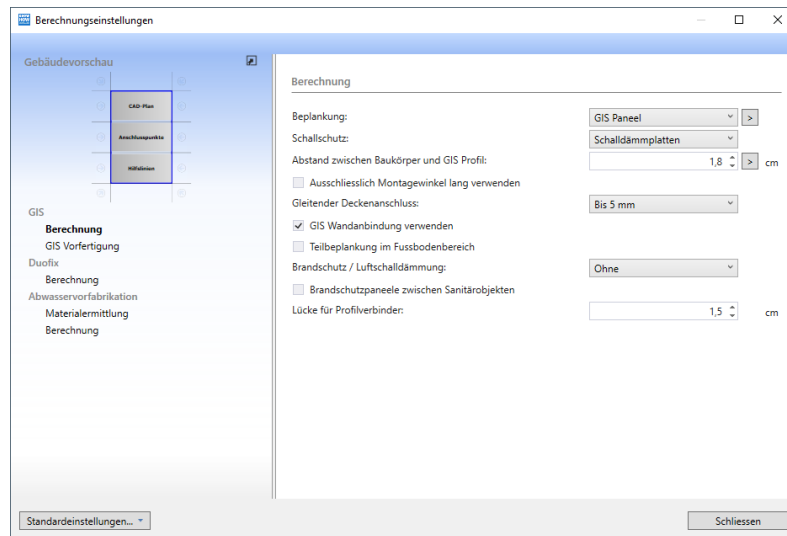 Berechnungseinstellungen
Gebäudevorschau
CAD-Plan
Anschlusspunkte
Hilfslinien
GIS
Berechnung
GIS Vorfertigung
Duofix
Berechnung
Abwasservorfabrikation
Materialermittlung
Berechnung
Berechnung
Beplankung: GIS Paneel >
Schallschutz: Schalldämmplatten
Abstand zwischen Baukörper und GIS Profil: 1,8 > cm
Ausschliesslich Montagewinkel lang verwenden
Gleitender Deckenanschluss: Bis 5 mm
GIS Wandanbindung verwenden
Teilbeplankung im Fussbodenbereich
Brandschutz / Luftschalldämmung: Ohne
Brandschutzpaneele zwischen Sanitärobjekten
Lücke für Profilverbinder: 1,5 cm
Standardeinstellungen...
Schliessen